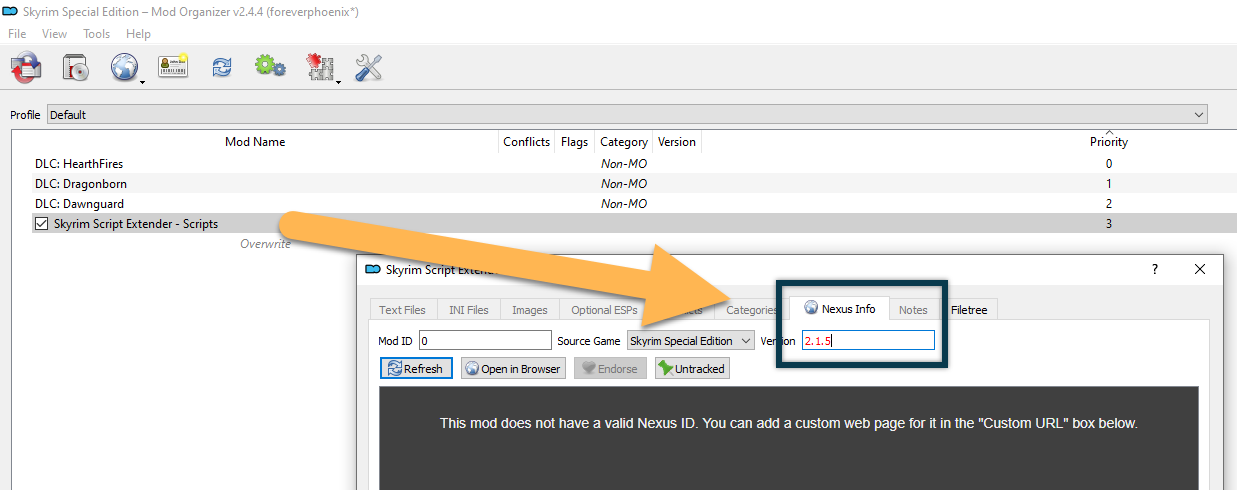 Skyrim Special Edition – Mod Organizer v2.4.4 (foreverphoenix*)
File View Tools Help
Profile Default
Mod Name Conflicts Flags Category Version Priority
DLC: HearthFires Non-MO 0
DLC: Dragonborn Non-MO 1
DLC: Dawnguard Non-MO 2
Skyrim Script Extender - Scripts 3
Overwrite
Skyrim Script ? ×
Text Files INI Files Images Optional ESPs Categories Nexus Info Notes Filetree
Mod ID 0 Source Game Skyrim Special Edition Version 2.1.5
Refresh Open in Browser Endorse Untracked
This mod does not have a valid Nexus ID. You can add a custom web page for it in the "Custom URL" box below.